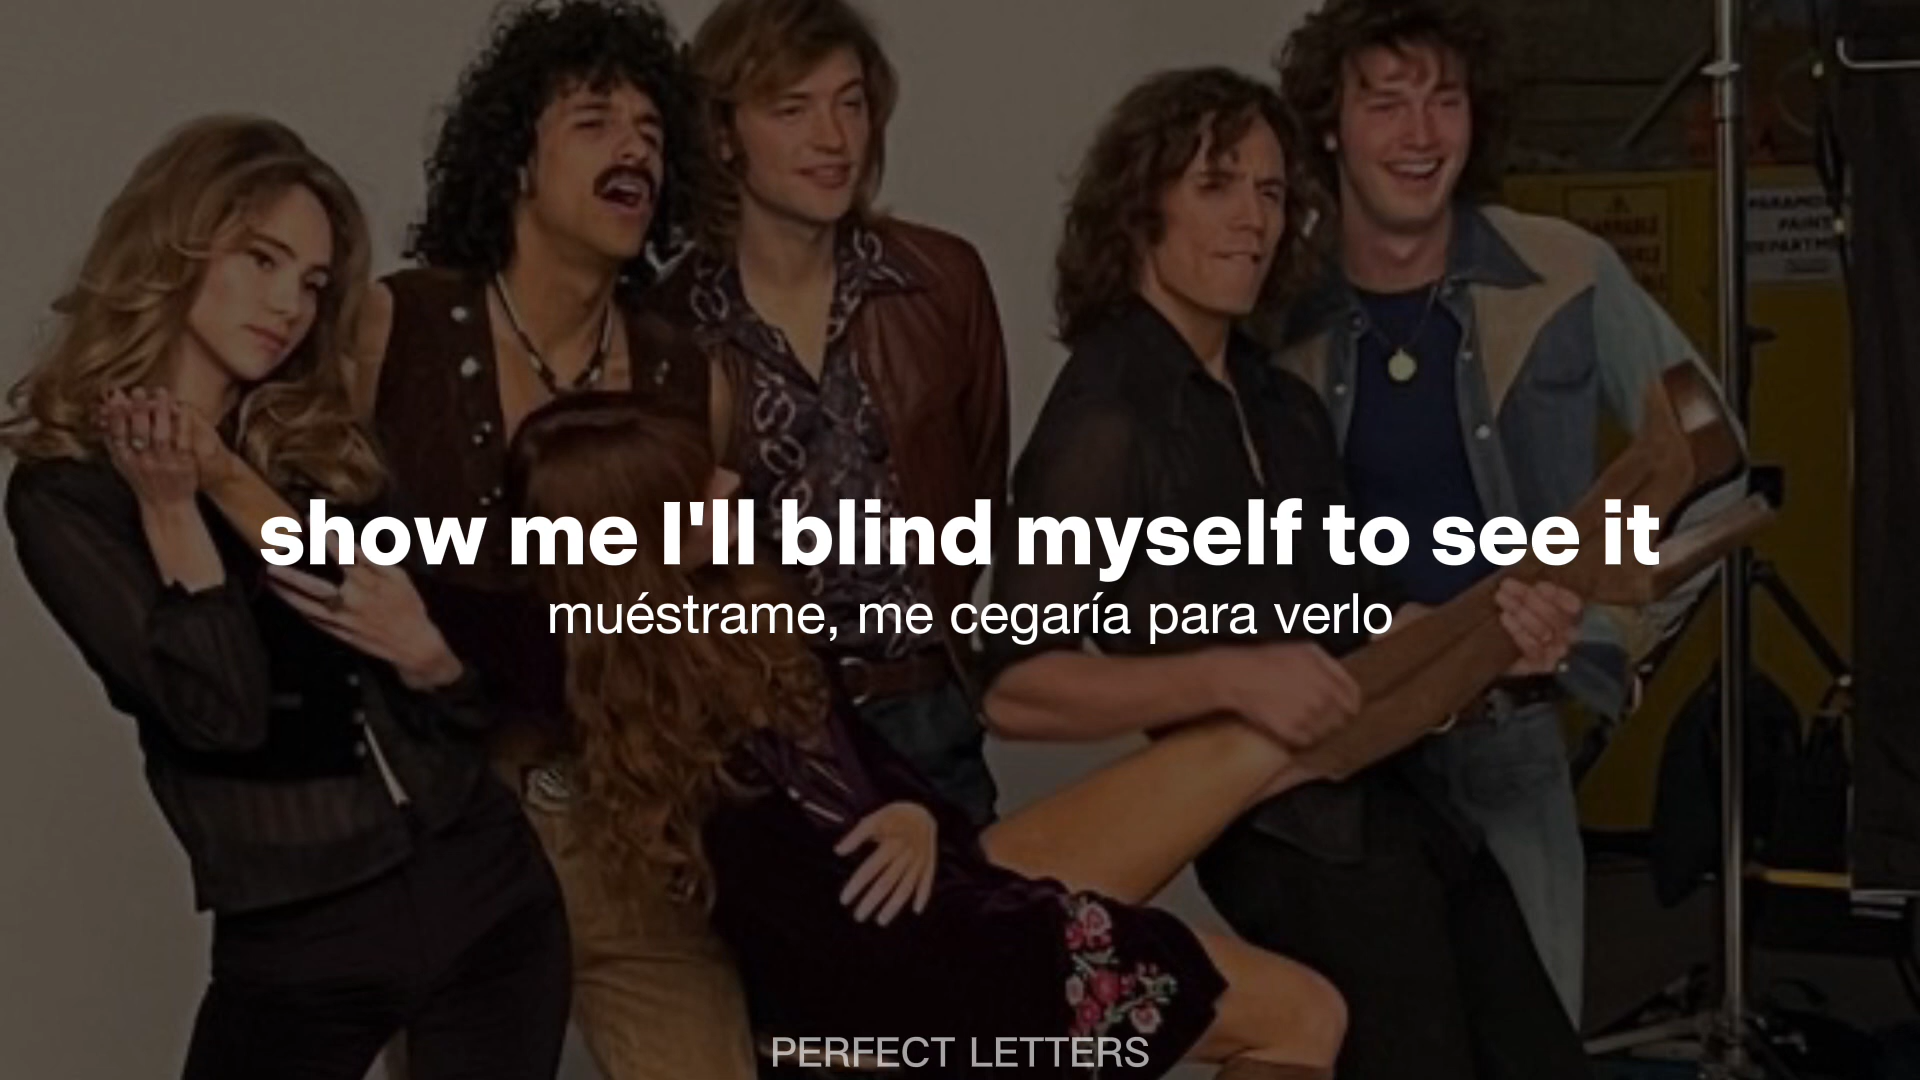 show me I'll blind myself to see it
muéstrame, me cegaría para verlo
PERFECT LETTERS